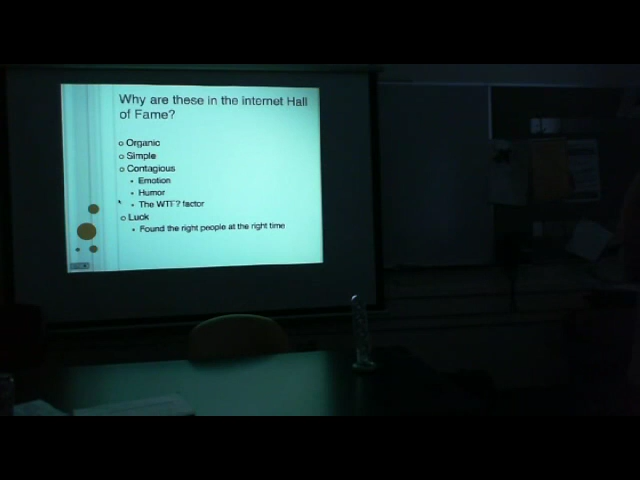 Why are these in the internet Hall
of Fame?
Organic
Simple
Contagious
Emotion
Humor
The WTF? factor
Luck
Found the right people at the right time